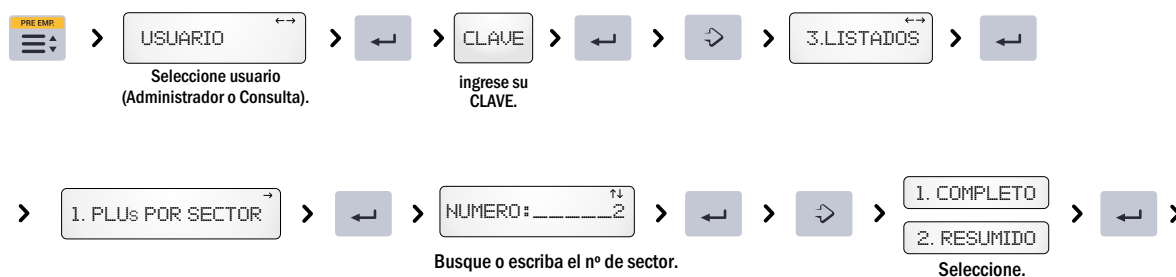 PRE EMP.
USUARIO
Seleccione usuario
(Administrador o Consulta).
CLAVE
ingrese su
CLAVE.
3.LISTADOS
1. PLUs POR SECTOR
NUMERO:______2
Busque o escriba el nº de sector.
1. COMPLETO
2. RESUMIDO
Seleccione.